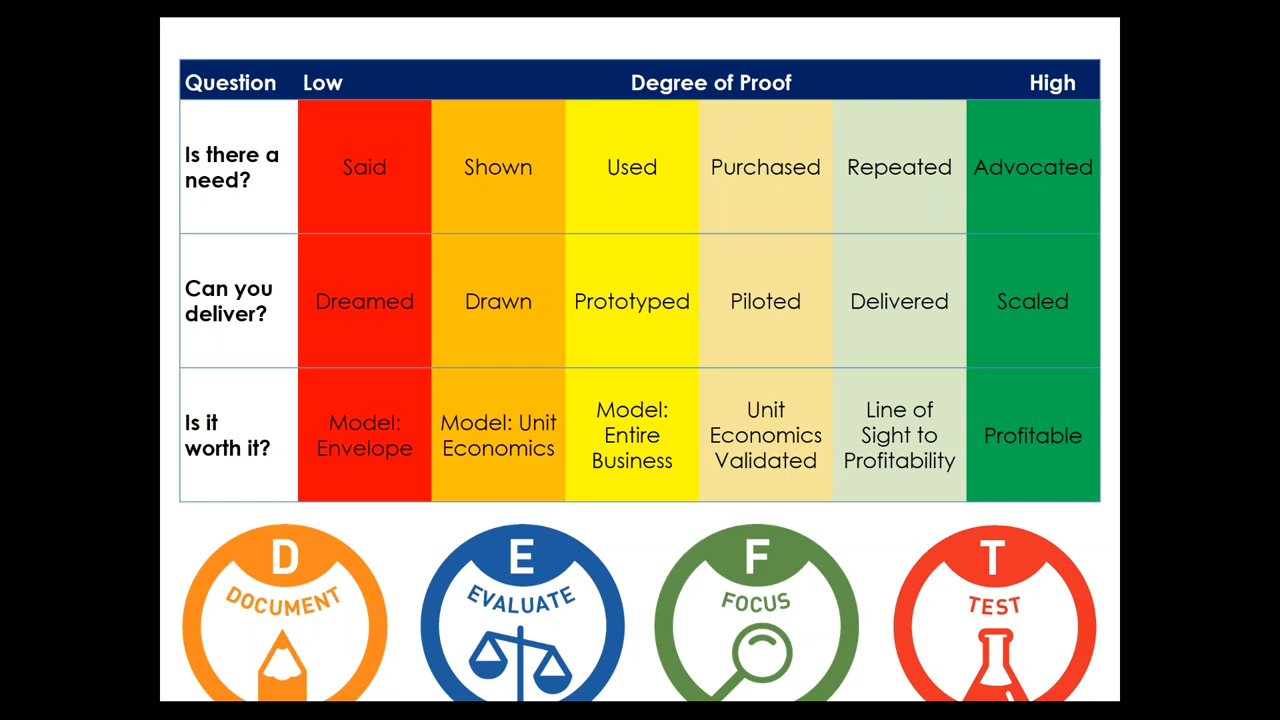 Question Low Degree of Proof High
Is there a
need?
Said Shown Used Purchased Repeated Advocated
Can you
deliver?
Dreamed Drawn Prototyped Piloted Delivered Scaled
Is it
worth it?
Model:
Envelope
Model: Unit
Economics
Model:
Entire
Business
Unit
Economics
Validated
Line of
Sight to
Profitability
Profitable
D
DOCUMENT
E
EVALUATE
F
FOCUS
T
TEST